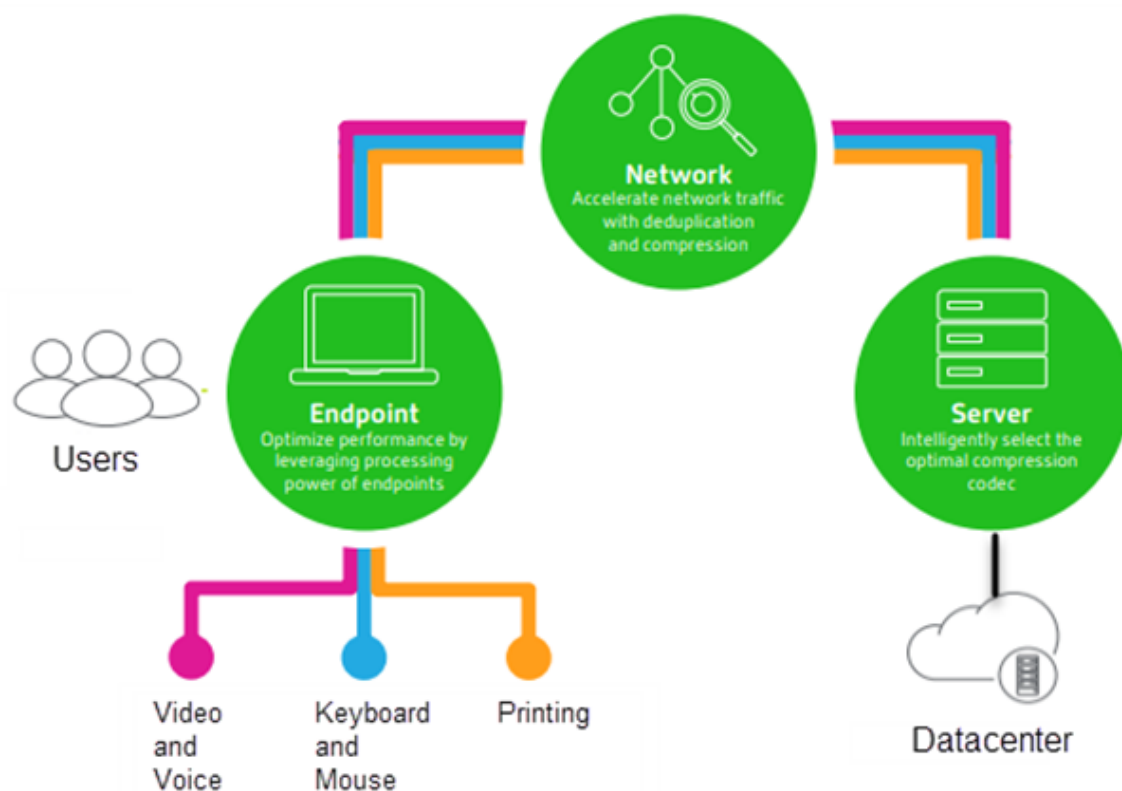 Network
Accelerate network traffic
with deduplication
and compression
Endpoint
Optimize performance by
leveraging processing
power of endpoints
Server
Intelligently select the
optimal compression
codec
Users
Video
and
Voice
Keyboard
and
Mouse
Printing
Datacenter